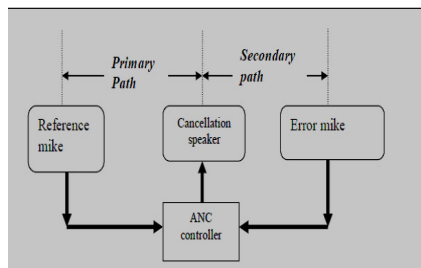 Primary
Path
Secondary
path
Reference
mike
Cancellation
speaker
Error mike
ANC
controller